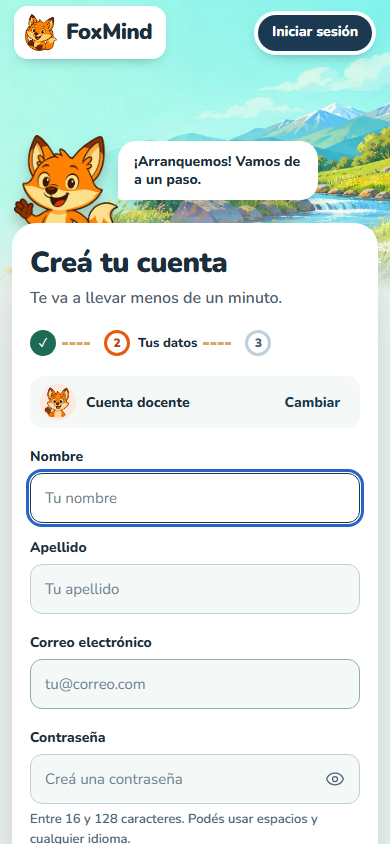 FoxMind
Iniciar sesión
¡Arranquemos! Vamos de
a un paso.
Creá tu cuenta
Te va a llevar menos de un minuto.
✓ 2 Tus datos 3
Cuenta docente Cambiar
Nombre
Tu nombre
Apellido
Tu apellido
Correo electrónico
tu@correo.com
Contraseña
Creá una contraseña
Entre 16 y 128 caracteres. Podés usar espacios y
cualquier idioma.